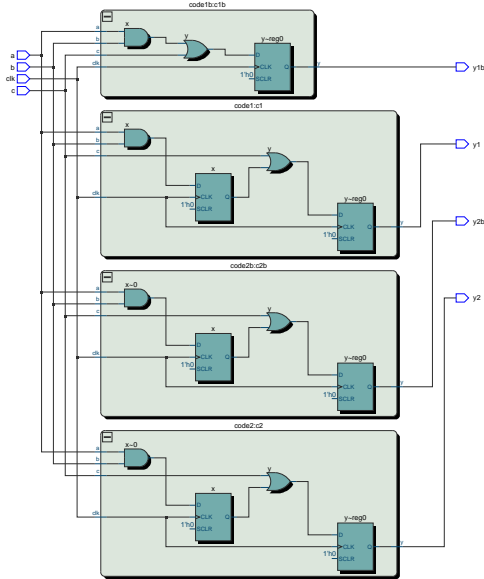 code1b:c1b
x
a
b
y
y~reg0
c
D
clk
CLK
Q
y
1'h0
SCLR
a
b
clk
c
y1b
code1:c1
x
a
b
y
c
x
D
clk
CLK
Q
1'h0
SCLR
y~reg0
D
CLK
Q
y
1'h0
SCLR
y1
y2b
code2b:c2b
x~0
a
b
y
c
x
D
clk
CLK
Q
1'h0
SCLR
y~reg0
D
CLK
Q
y
1'h0
SCLR
y2
code2:c2
x~0
a
b
y
c
x
D
clk
CLK
Q
1'h0
SCLR
y~reg0
D
CLK
Q
y
1'h0
SCLR